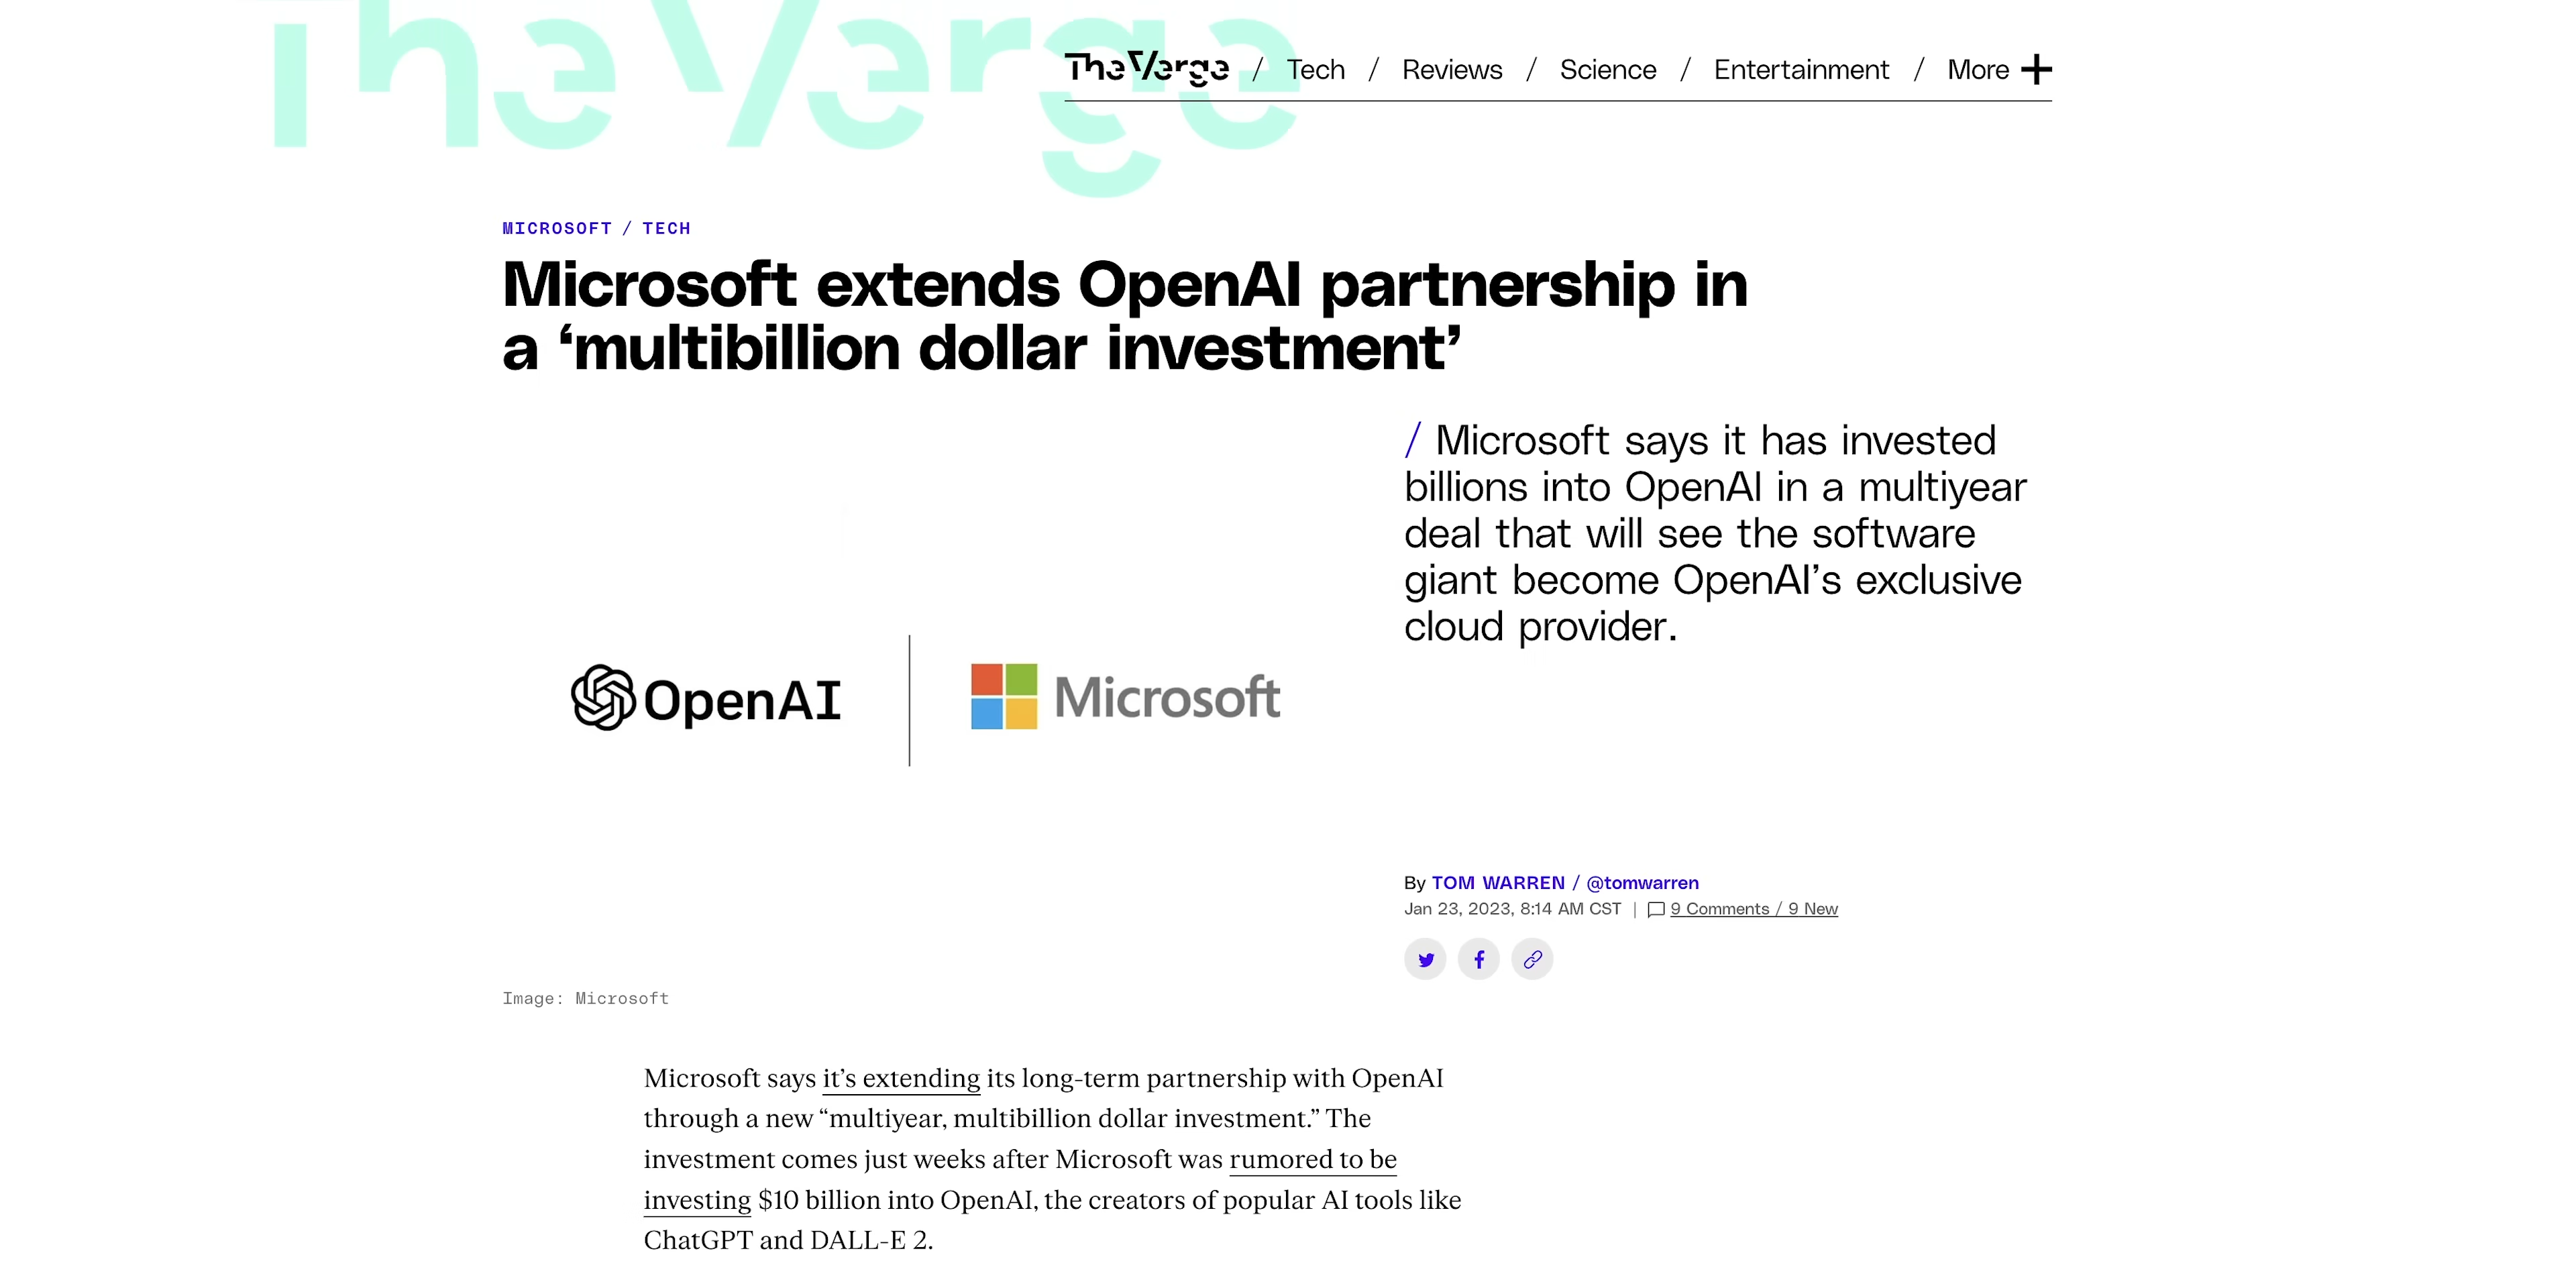 The Verge
The Verge / Tech / Reviews / Science / Entertainment / More
MICROSOFT / TECH
Microsoft extends OpenAI partnership in
a ‘multibillion dollar investment’
/ Microsoft says it has invested
billions into OpenAI in a multiyear
deal that will see the software
giant become OpenAI’s exclusive
cloud provider.
OpenAI
Microsoft
By TOM WARREN / @tomwarren
Jan 23, 2023, 8:14 AM CST | 9 Comments / 9 New
Image: Microsoft
Microsoft says it’s extending its long-term partnership with OpenAI
through a new “multiyear, multibillion dollar investment.” The
investment comes just weeks after Microsoft was rumored to be
investing $10 billion into OpenAI, the creators of popular AI tools like
ChatGPT and DALL-E 2.